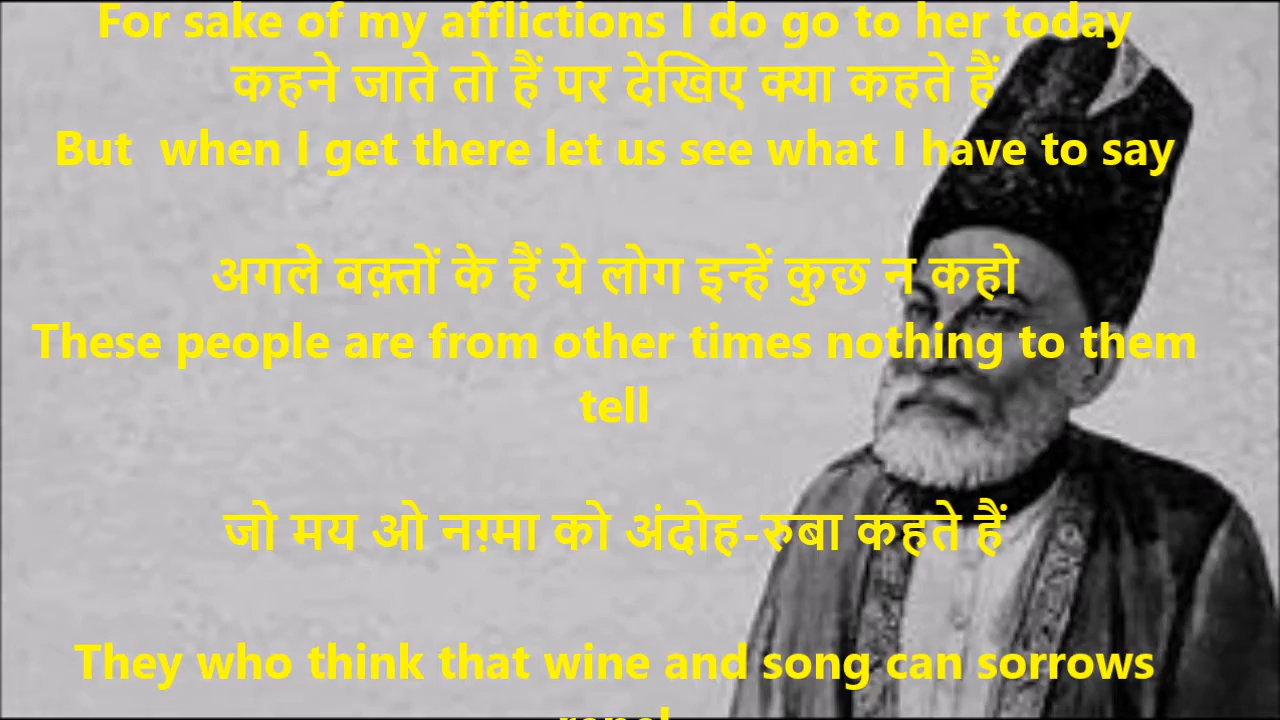 For sake of my afflictions I do go to her today
कहने जाते तो हैं पर देखिए क्या कहते हैं
But when I get there let us see what I have to say
अगले वक़्तों के हैं ये लोग इन्हें कुछ न कहो
These people are from other times nothing to them
tell
जो मय ओ नग़्मा को अंदोह-रुबा कहते हैं
They who think that wine and song can sorrows